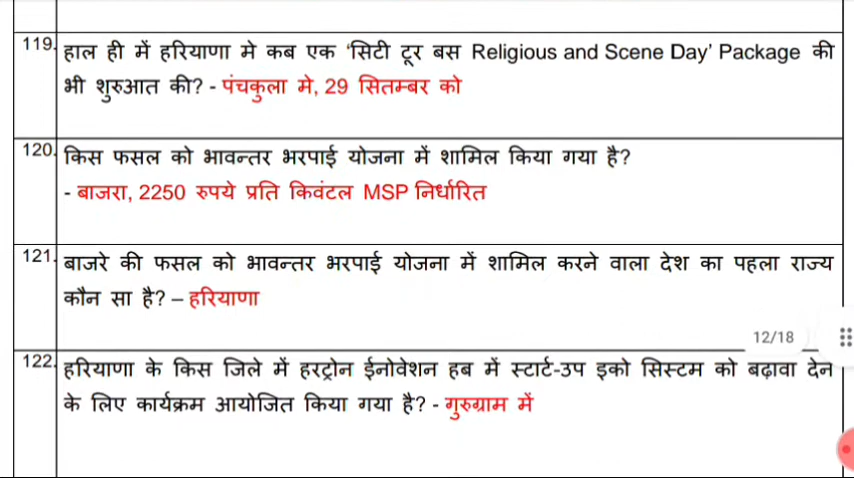 119. हाल ही में हरियाणा मे कब एक ‘सिटी टूर बस Religious and Scene Day’ Package की
भी शुरुआत की? - पंचकुला मे, 29 सितम्बर को
120. किस फसल को भावन्तर भरपाई योजना में शामिल किया गया है?
- बाजरा, 2250 रुपये प्रति किवंटल MSP निर्धारित
121. बाजरे की फसल को भावन्तर भरपाई योजना में शामिल करने वाला देश का पहला राज्य
कौन सा है? – हरियाणा
12/18
122. हरियाणा के किस जिले में हरट्रोन ईनोवेशन हब में स्टार्ट-उप इको सिस्टम को बढ़ावा देने
के लिए कार्यक्रम आयोजित किया गया है? - गुरुग्राम में